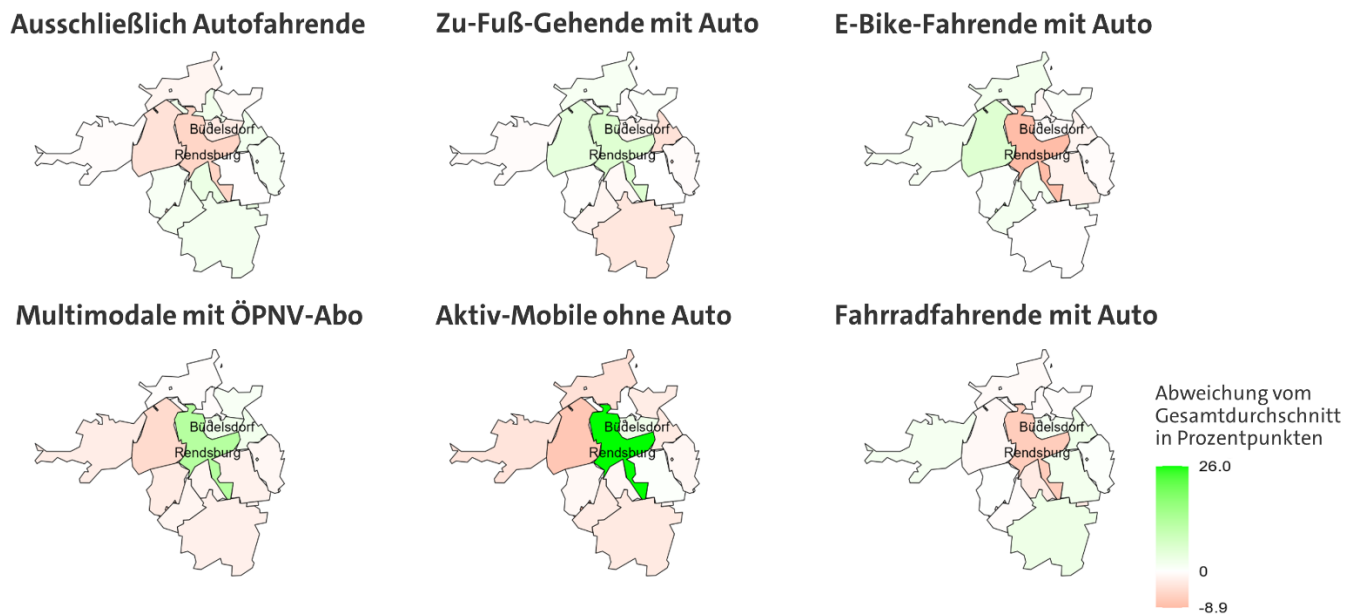 Ausschließlich Autofahrende
Zu-Fuß-Gehende mit Auto
E-Bike-Fahrende mit Auto
Büdelsdorf
Rendsburg
Büdelsdorf
Rendsburg
Büdelsdorf
Rendsburg
Multimodale mit ÖPNV-Abo
Aktiv-Mobile ohne Auto
Fahrradfahrende mit Auto
Büdelsdorf
Rendsburg
Büdelsdorf
Rendsburg
Büdelsdorf
Rendsburg
Abweichung vom
Gesamtdurchschnitt
in Prozentpunkten
26.0
0
-8.9